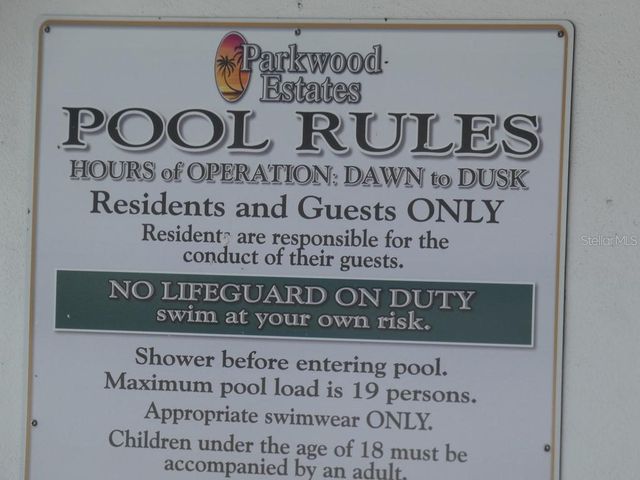 Parkwood
Estates
POOL RULES
HOURS of OPERATION: DAWN to DUSK
Residents and Guests ONLY
Residents are responsible for the
conduct of their guests.
NO LIFEGUARD ON DUTY
swim at your own risk.
Shower before entering pool.
Maximum pool load is 19 persons.
Appropriate swimwear ONLY.
Children under the age of 18 must be
accompanied by an adult.
StellarMLS